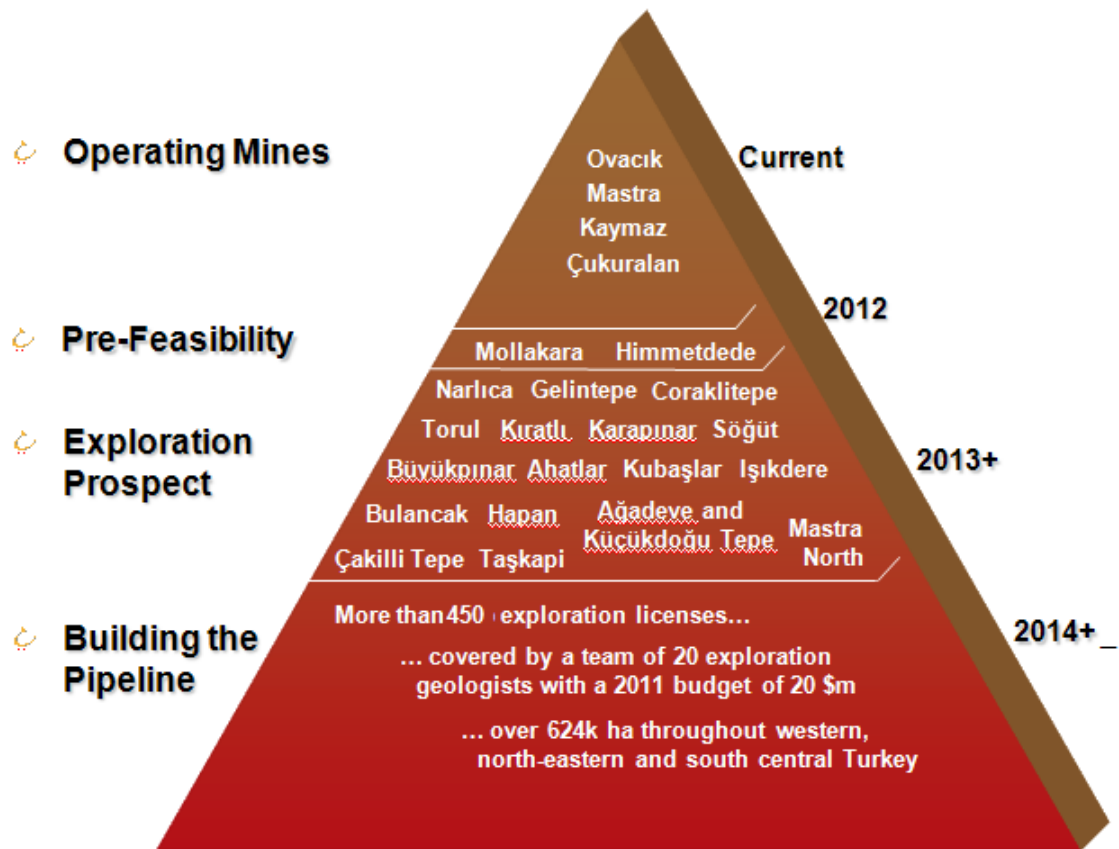 Operating Mines
Ovacık
Mastra
Kaymaz
Çukuralan
Current
Pre-Feasibility
Mollakara Himmetdede
2012
Exploration
Prospect
Narlıca Gelintepe Coraklitepe
Torul Kıratlı Karapınar Söğüt
Büyükpınar Ahatlar Kubaşlar Işıkdere
Bulancak Hapan Ağadeve and
Küçükdoğu Tepe
Mastra
North
Çakilli Tepe Taşkapi
2013+
Building the
Pipeline
More than 450 exploration licenses…
… covered by a team of 20 exploration
geologists with a 2011 budget of 20 $m
… over 624k ha throughout western,
north-eastern and south central Turkey
2014+_